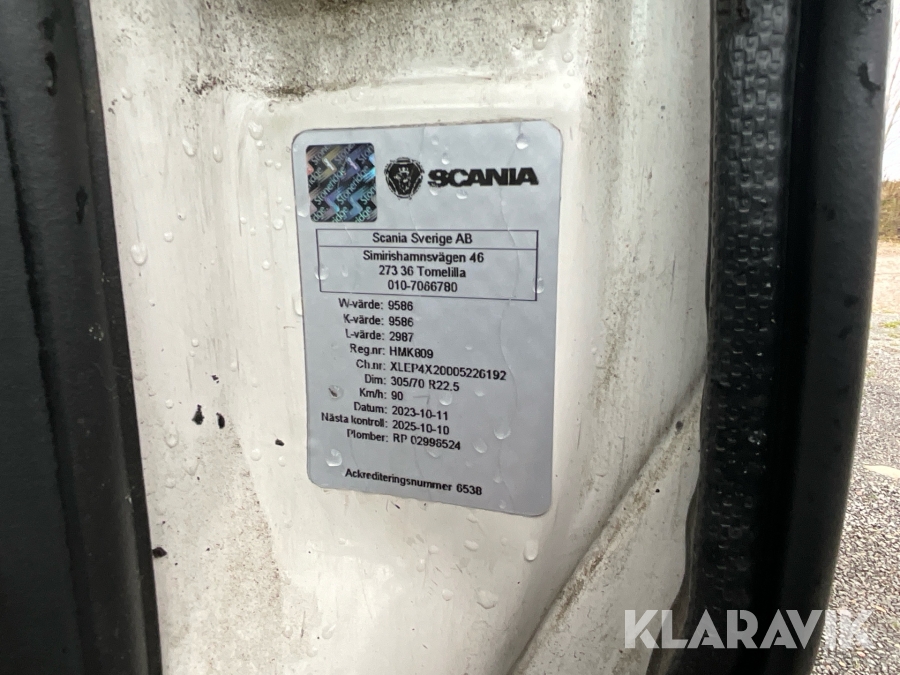 SCANIA
Scania Sverige AB
Simirishamnsvägen 46
273 36 Tomelilla
010-7066780
W-värde: 9586
K-värde: 9586
L-värde: 2987
Reg.nr: HMK809
Ch.nr: XLEP4X20005226192
Dim: 305/70 R22.5
Km/h: 90
Datum: 2023-10-11
Nästa kontroll: 2025-10-10
Plomber: RP 02996524
Ackrediteringsnummer 6538
KLARAVIK